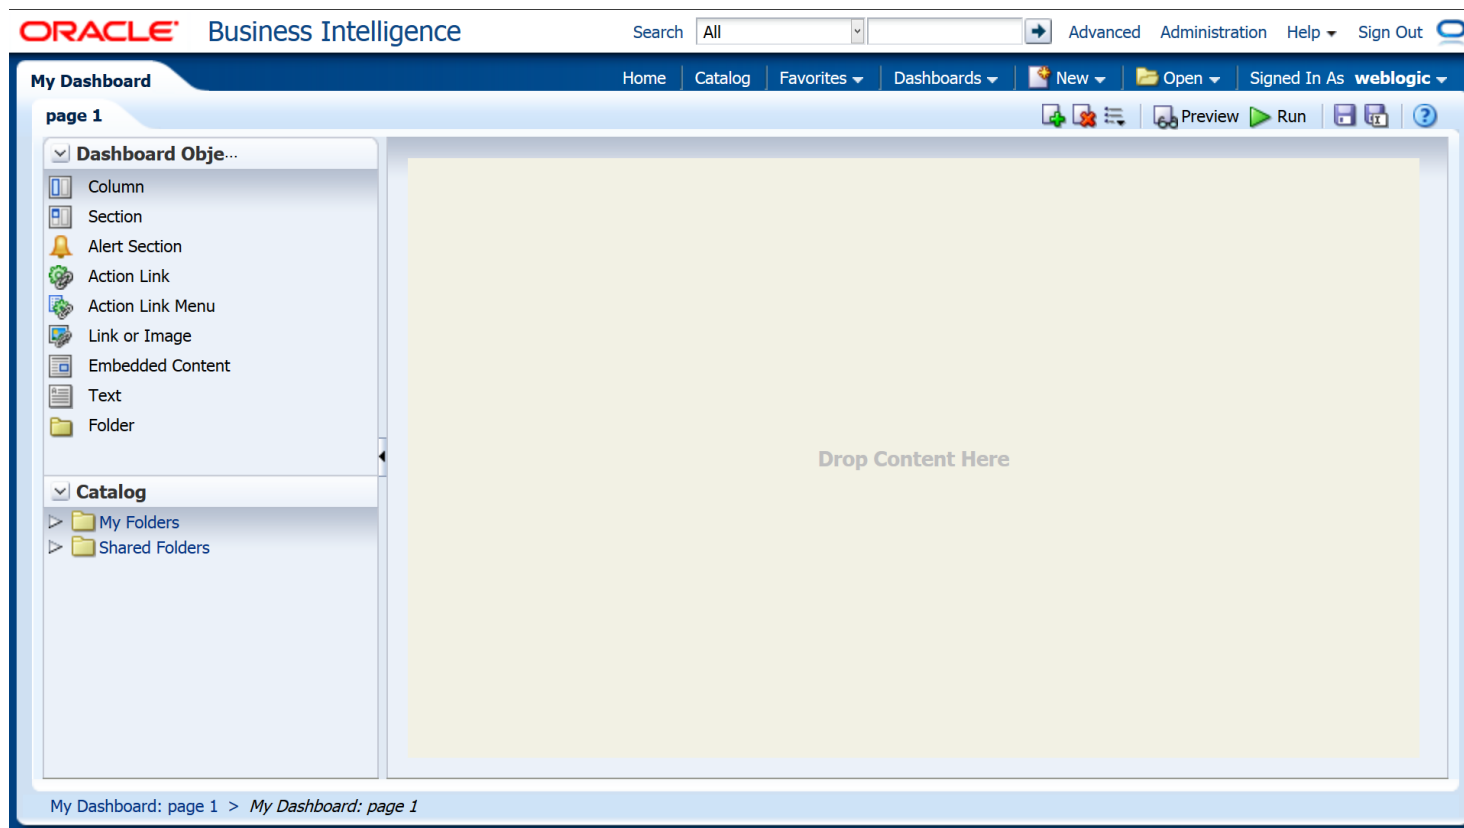 ORACLE Business Intelligence Search All Advanced Administration Help Sign Out
My Dashboard Home Catalog Favorites Dashboards New Open Signed In As weblogic
page 1 Preview Run
Dashboard Obje...
Column
Section
Alert Section
Action Link
Action Link Menu
Link or Image
Embedded Content
Text
Folder
Drop Content Here
Catalog
My Folders
Shared Folders
My Dashboard: page 1 > My Dashboard: page 1